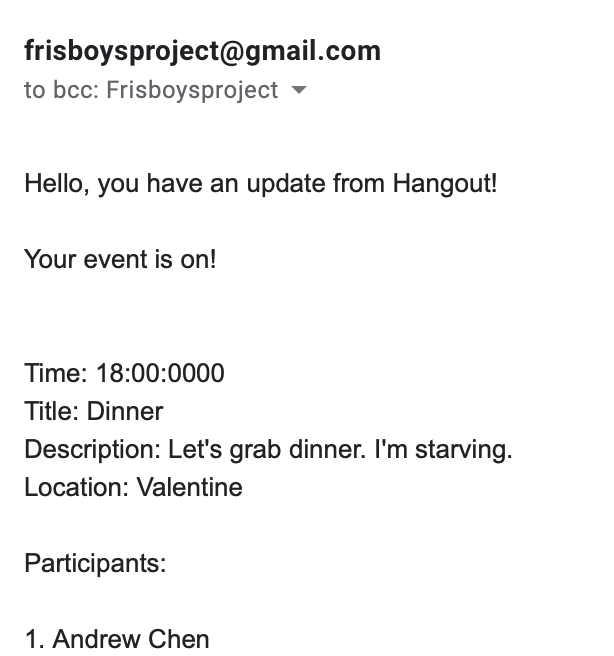 frisboysproject@gmail.com
to bcc: Frisboysproject
Hello, you have an update from Hangout!
Your event is on!
Time: 18:00:0000
Title: Dinner
Description: Let's grab dinner. I'm starving.
Location: Valentine
Participants:
1. Andrew Chen